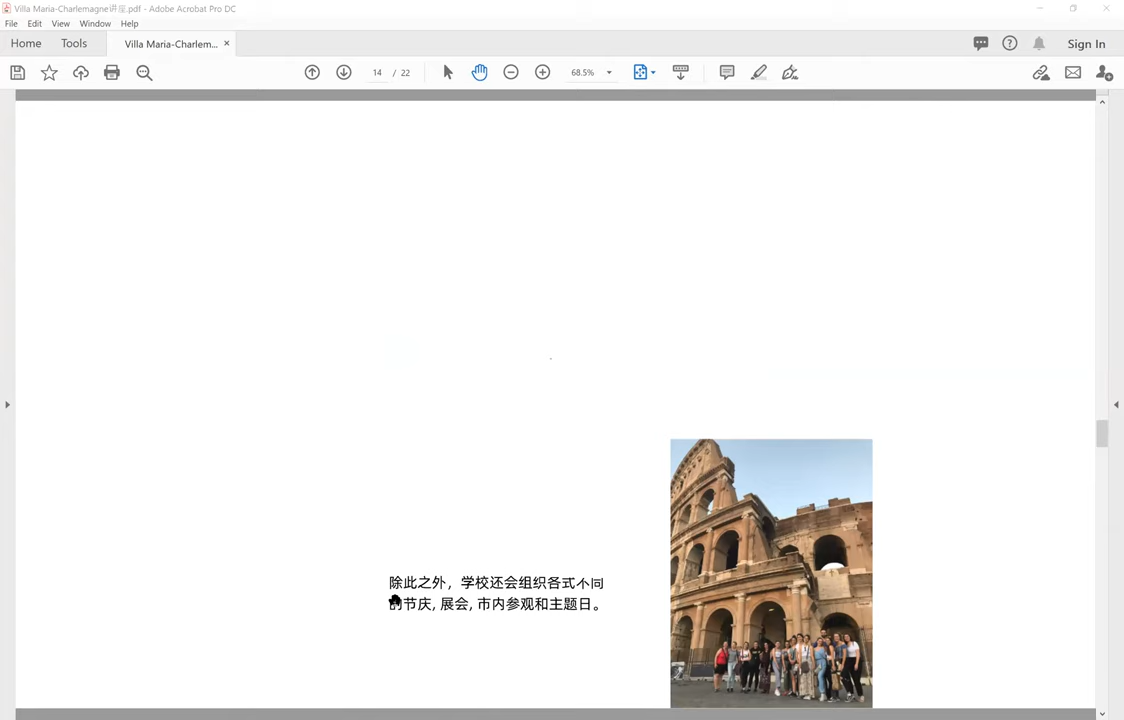 Villa Maria-Charlemagne讲座.pdf - Adobe Acrobat Pro DC
File Edit View Window Help
Home Tools Villa Maria-Charlem... × Sign In
14 / 22 68.5%
除此之外，学校还会组织各式不同
的节庆, 展会, 市内参观和主题日。